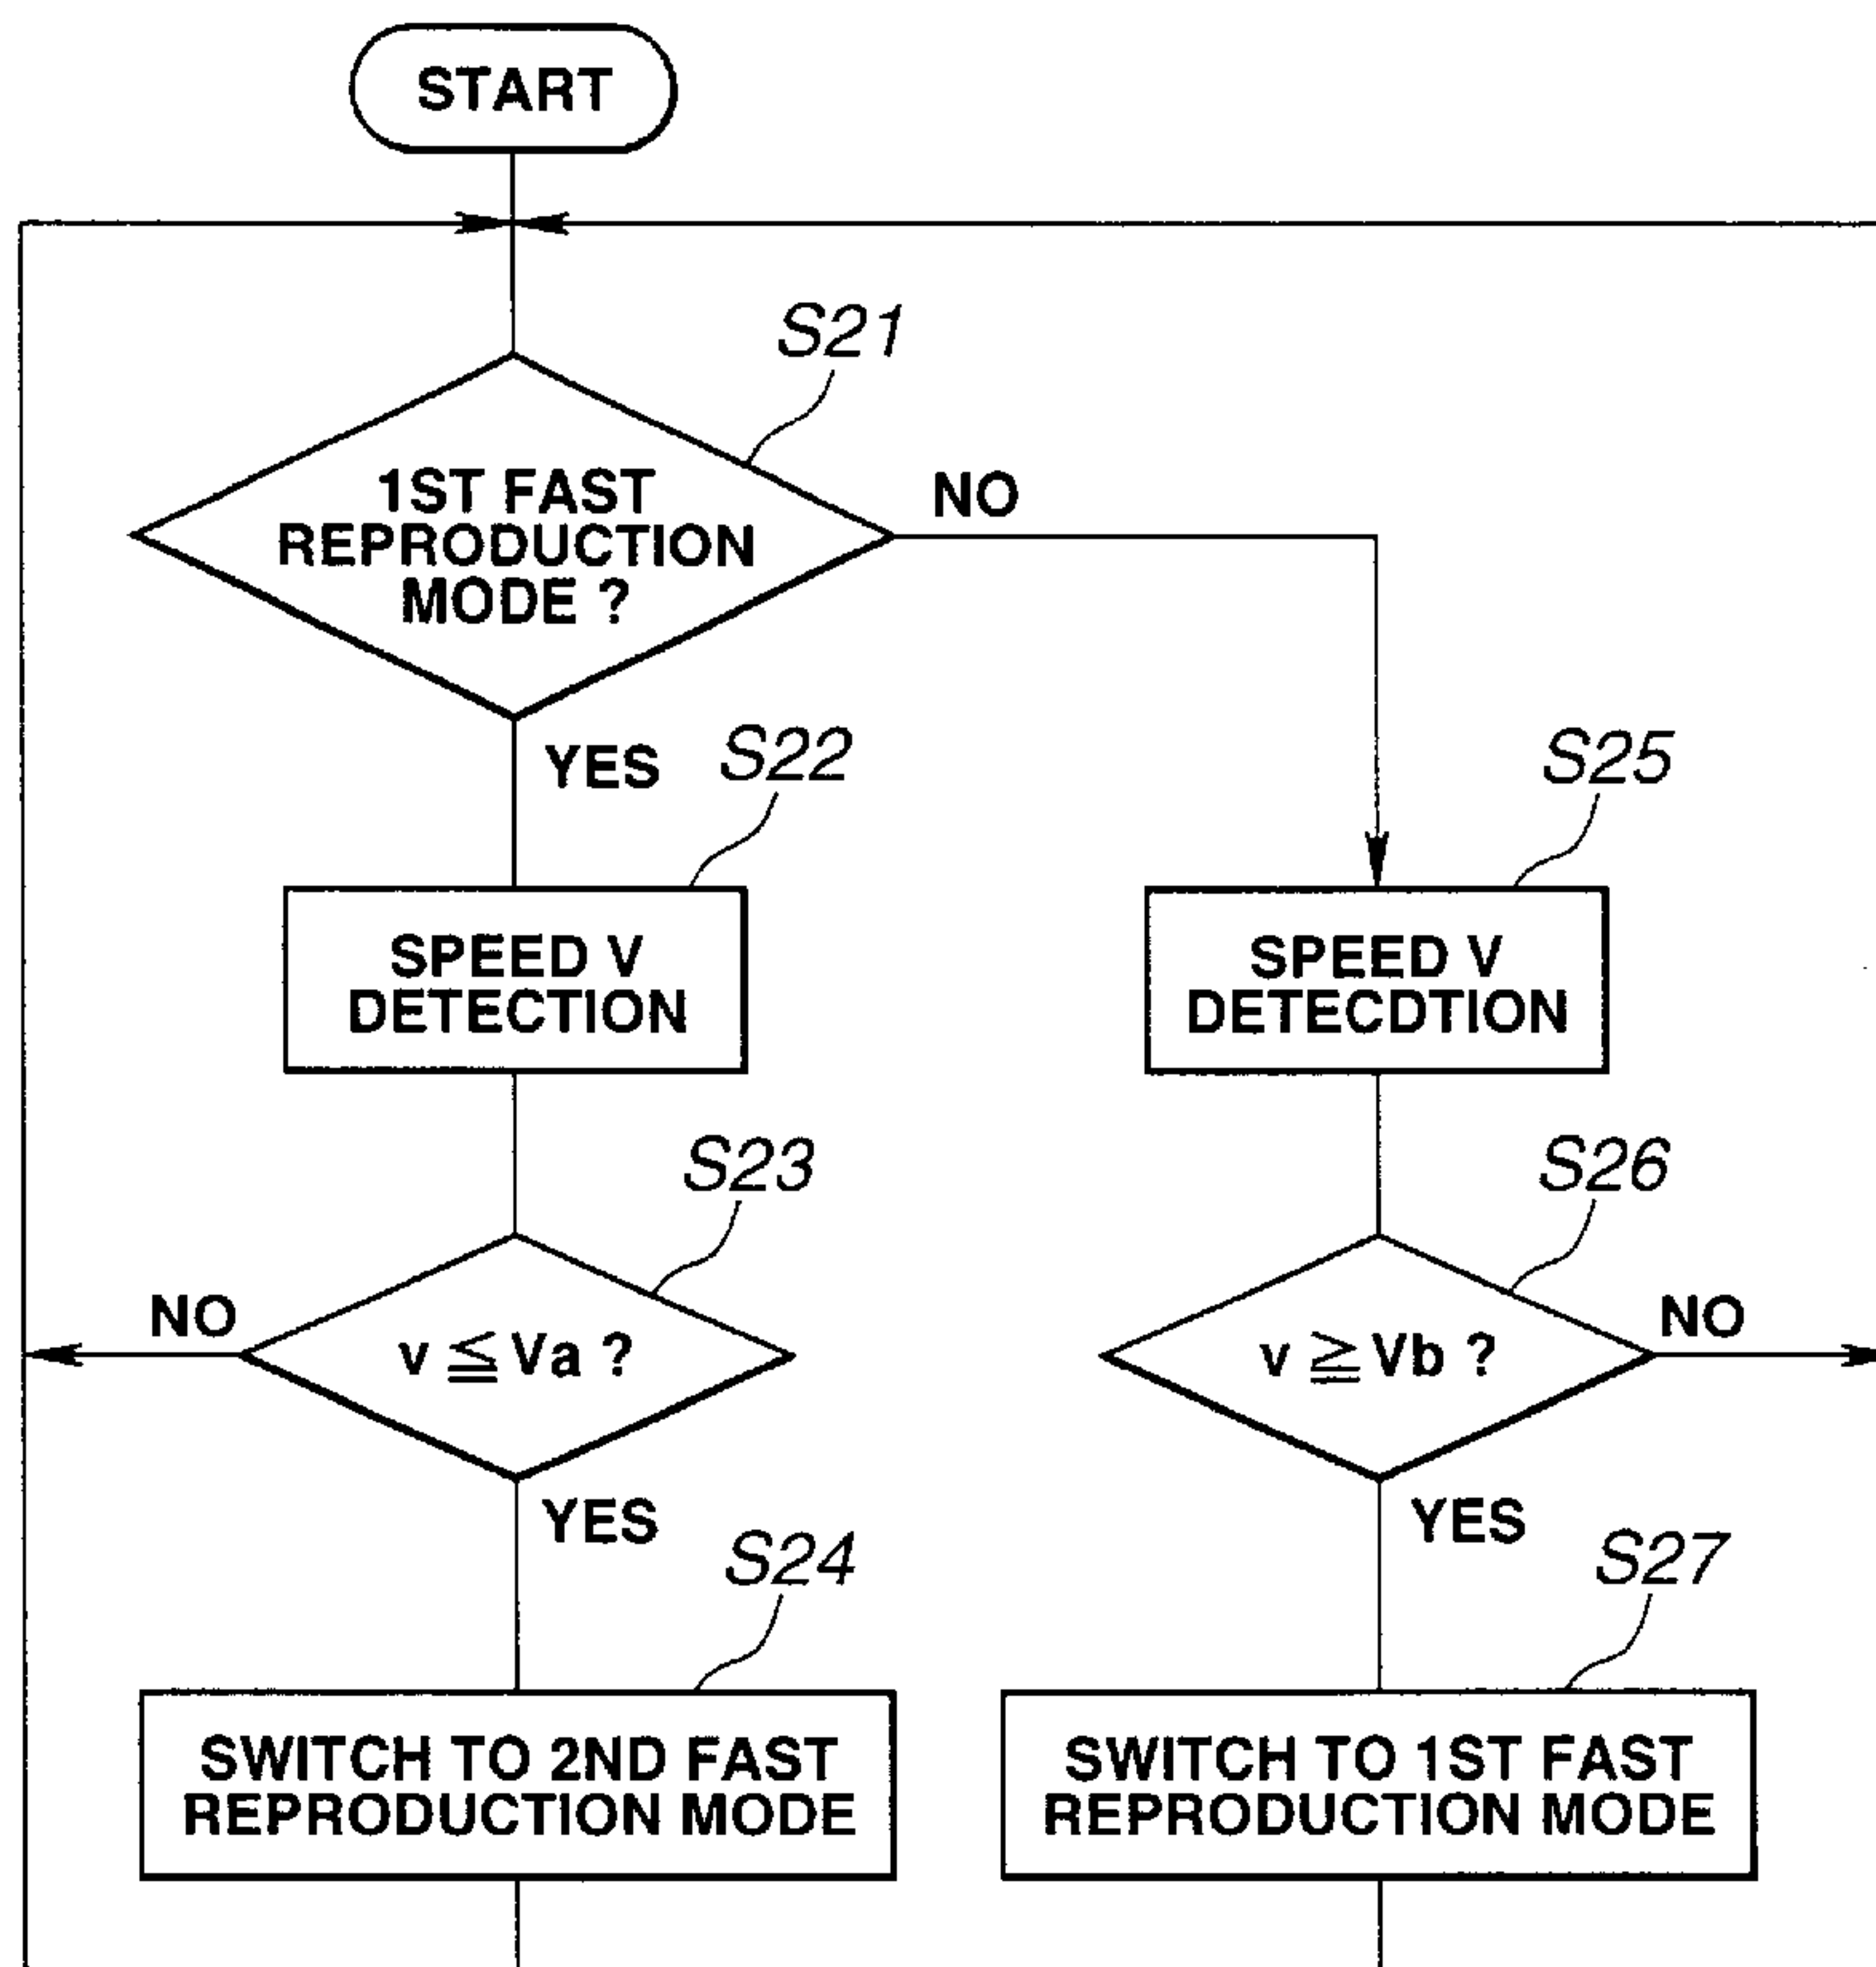 START
S21
1ST FAST
REPRODUCTION
MODE ?
NO
YES
S22
S25
SPEED V
DETECTION
SPEED V
DETECDTION
S23
S26
NO
v ≦ Va ?
v ≧ Vb ?
NO
YES
YES
S24
S27
SWITCH TO 2ND FAST
REPRODUCTION MODE
SWITCH TO 1ST FAST
REPRODUCTION MODE